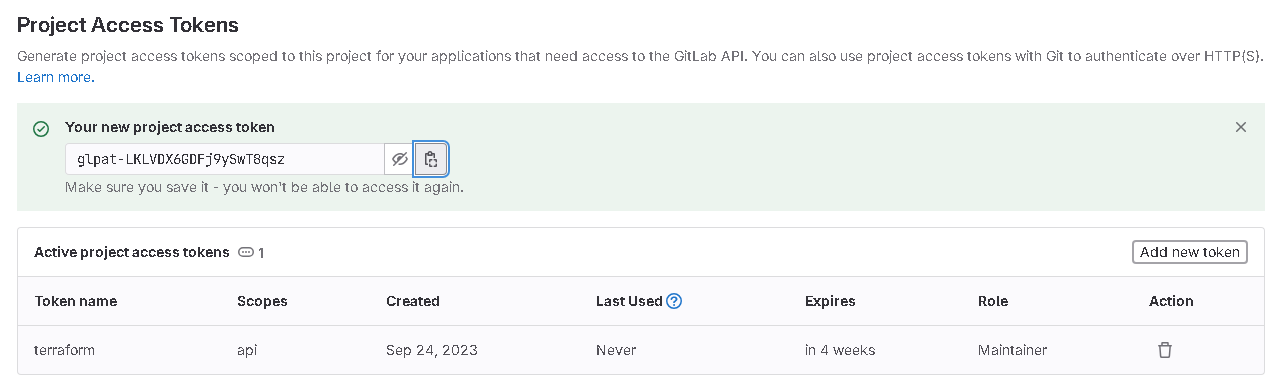 Project Access Tokens
Generate project access tokens scoped to this project for your applications that need access to the GitLab API. You can also use project access tokens with Git to authenticate over HTTP(S).
Learn more.
Your new project access token
glpat-LKLVDX6GDFj9ySwT8qsz
Make sure you save it - you won't be able to access it again.
Active project access tokens 1
Add new token
Token name Scopes Created Last Used Expires Role Action
terraform api Sep 24, 2023 Never in 4 weeks Maintainer